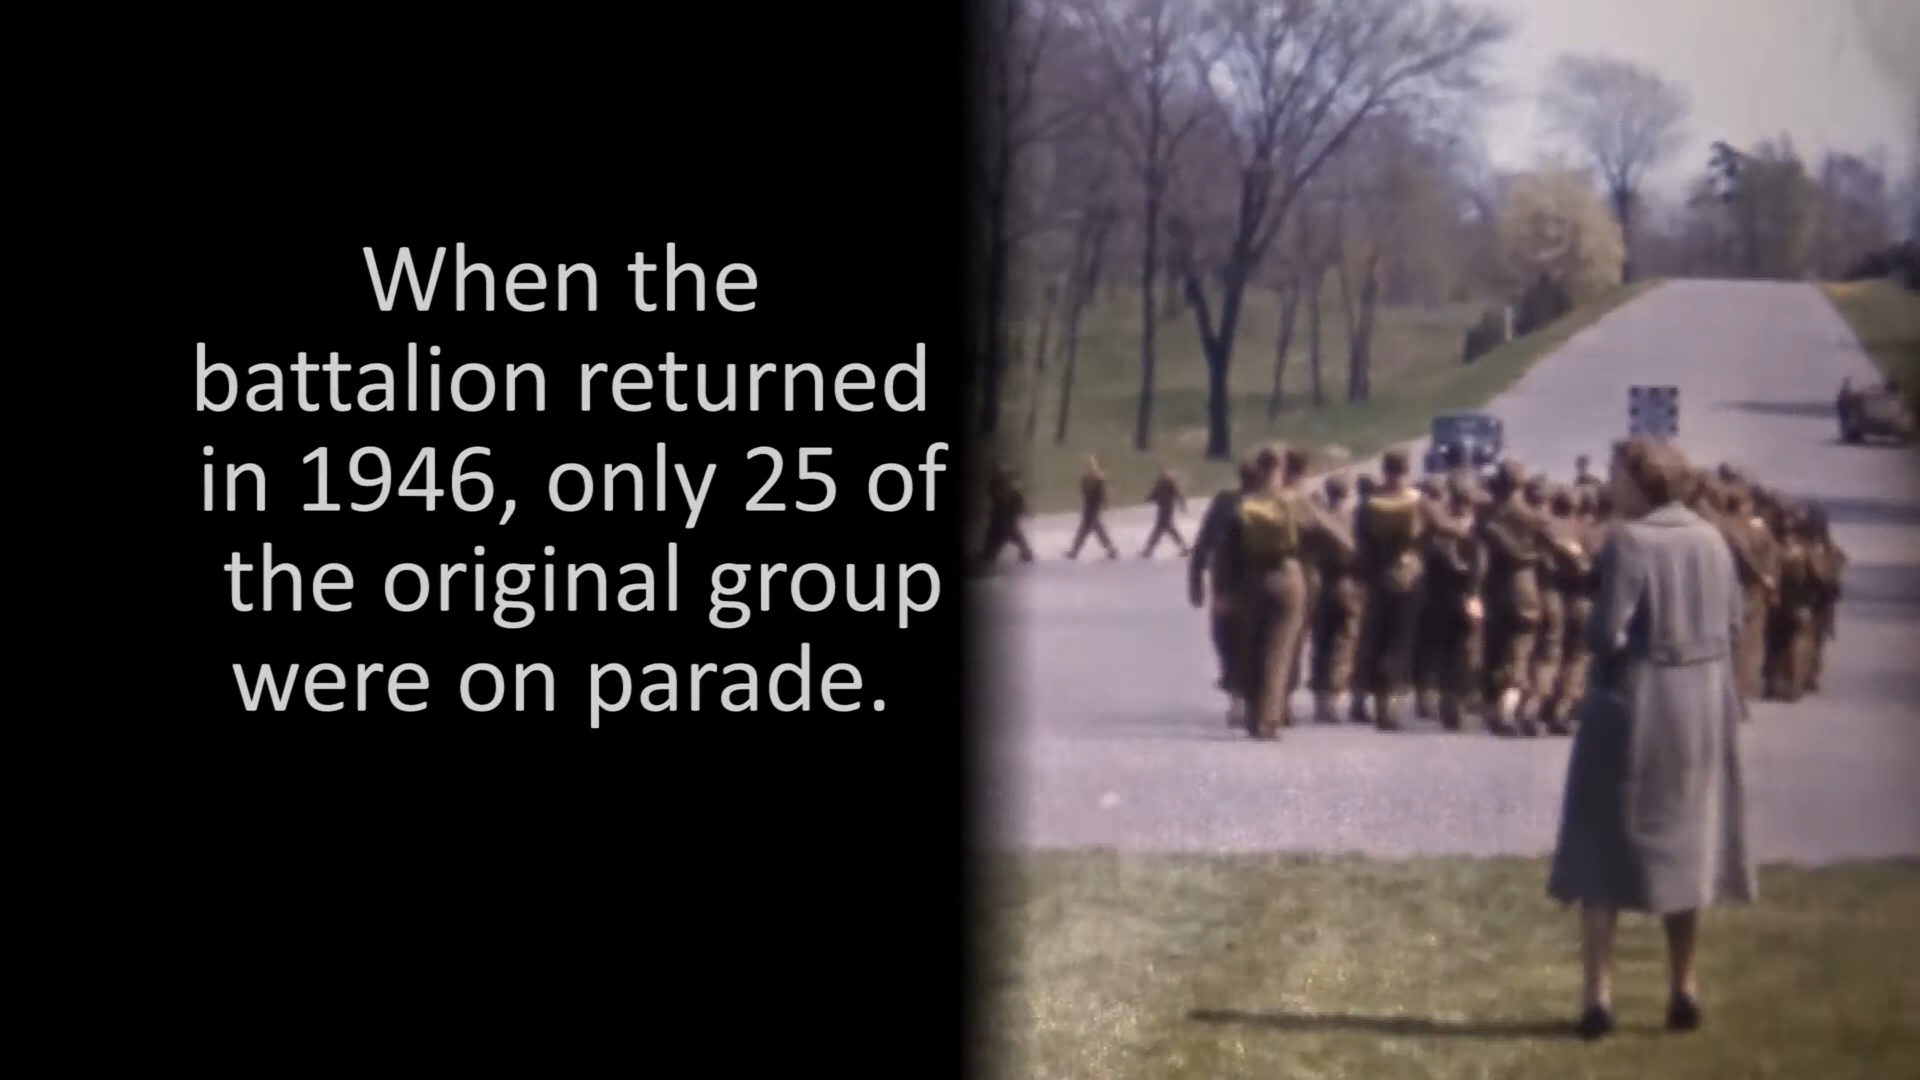 When the
battalion returned
in 1946, only 25 of
the original group
were on parade.